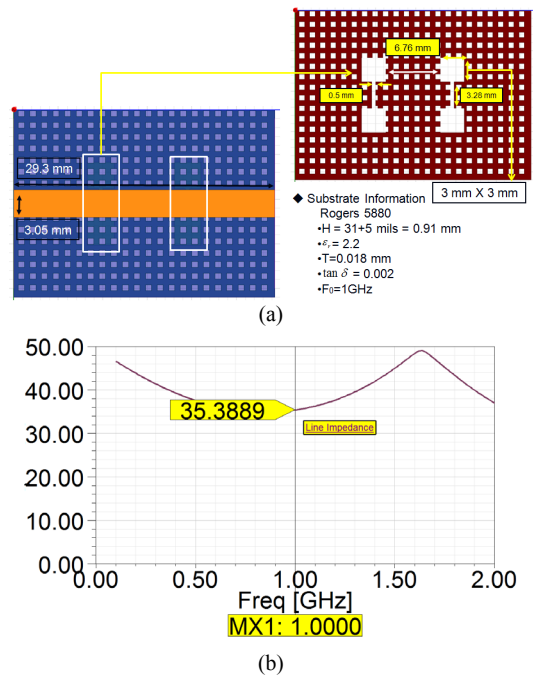 6.76 mm
0.5 mm
3.28 mm
29.3 mm
3.05 mm
3 mm X 3 mm
◆ Substrate Information
Rogers 5880
•H = 31+5 mils = 0.91 mm
•εr = 2.2
•T=0.018 mm
•tan δ = 0.002
•F0=1GHz
(a)
50.00
40.00
35.3889
Line Impedance
30.00
20.00
10.00
0.00
0.00 0.50 1.00 1.50 2.00
Freq [GHz]
MX1: 1.0000
(b)